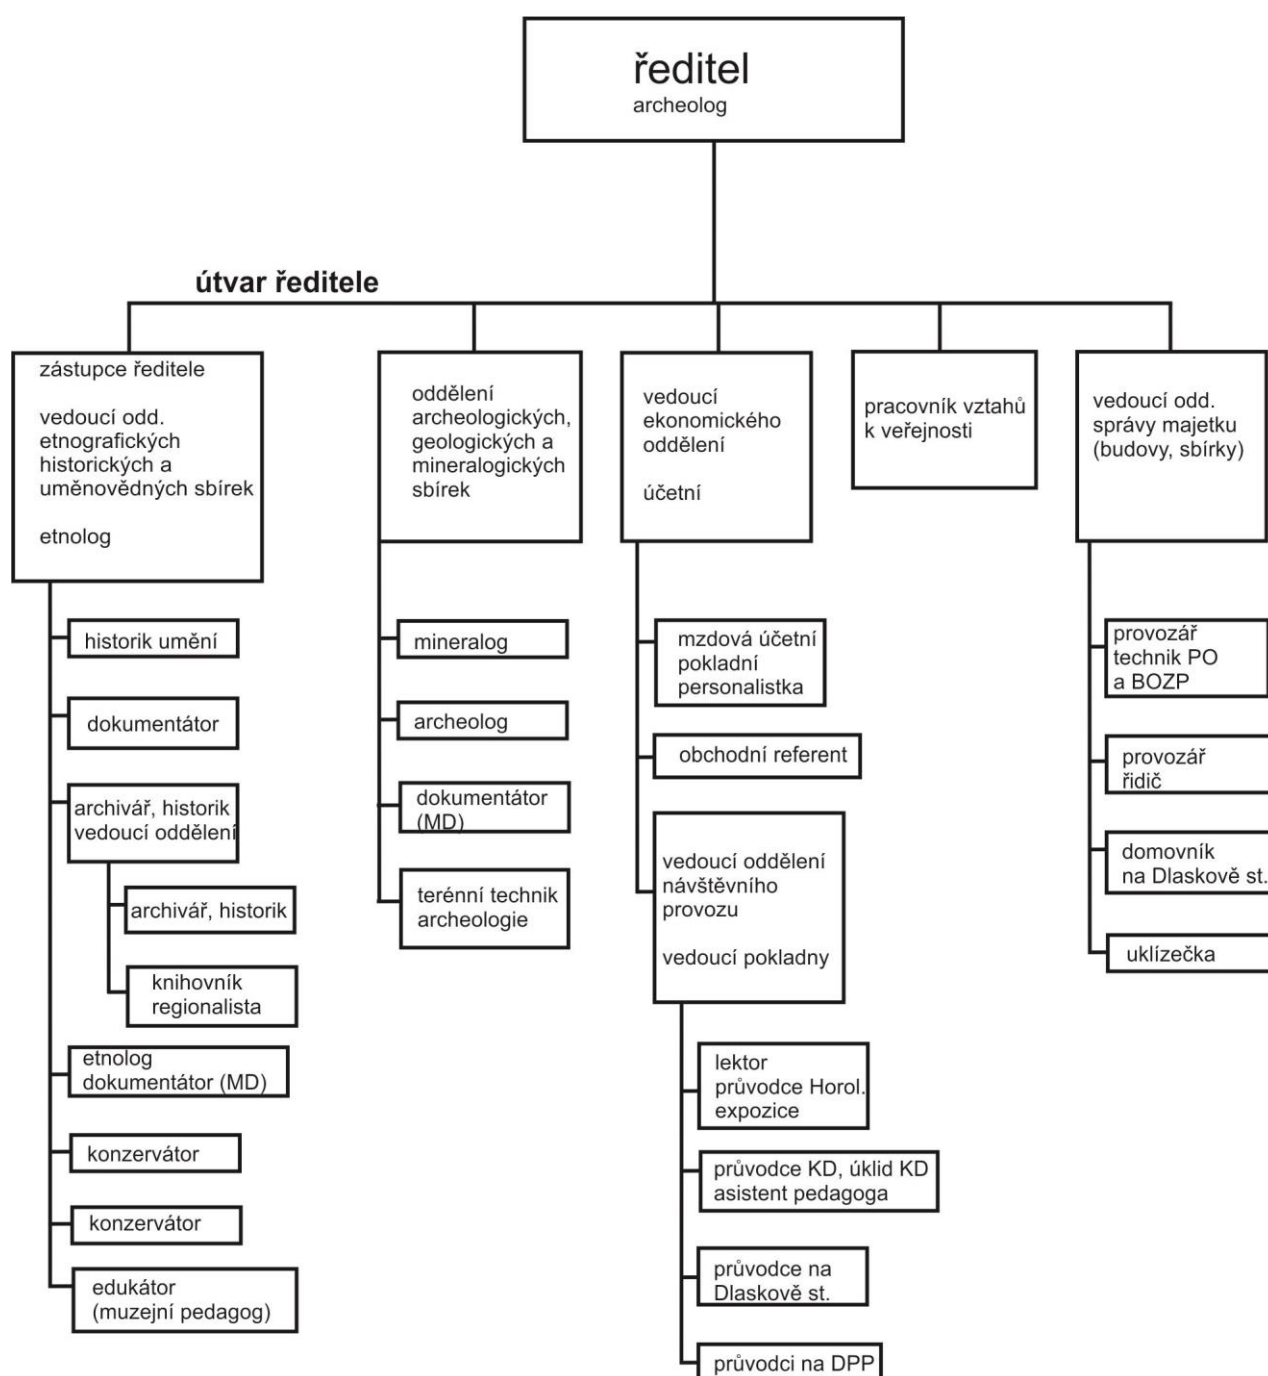 ředitel
archeolog
útvar ředitele
zástupce ředitele
vedoucí odd.
etnografických
historických a
uměnovědných sbírek
etnolog
historik umění
dokumentátor
archivář, historik
vedoucí oddělení
archivář, historik
knihovník
regionalista
etnolog
dokumentátor (MD)
konzervátor
konzervátor
edukátor
(muzejní pedagog)
oddělení
archeologických,
geologických a
mineralogických
sbírek
mineralog
archeolog
dokumentátor
(MD)
terénní technik
archeologie
vedoucí
ekonomického
oddělení
účetní
mzdová účetní
pokladní
personalistka
obchodní referent
vedoucí oddělení
návštěvního
provozu
vedoucí pokladny
lektor
průvodce Horol.
expozice
průvodce KD, úklid KD
asistent pedagoga
průvodce na
Dlaskově st.
průvodci na DPP
pracovník vztahů
k veřejnosti
vedoucí odd.
správy majetku
(budovy, sbírky)
provozář
technik PO
a BOZP
provozář
řidič
domovník
na Dlaskově st.
uklízečka